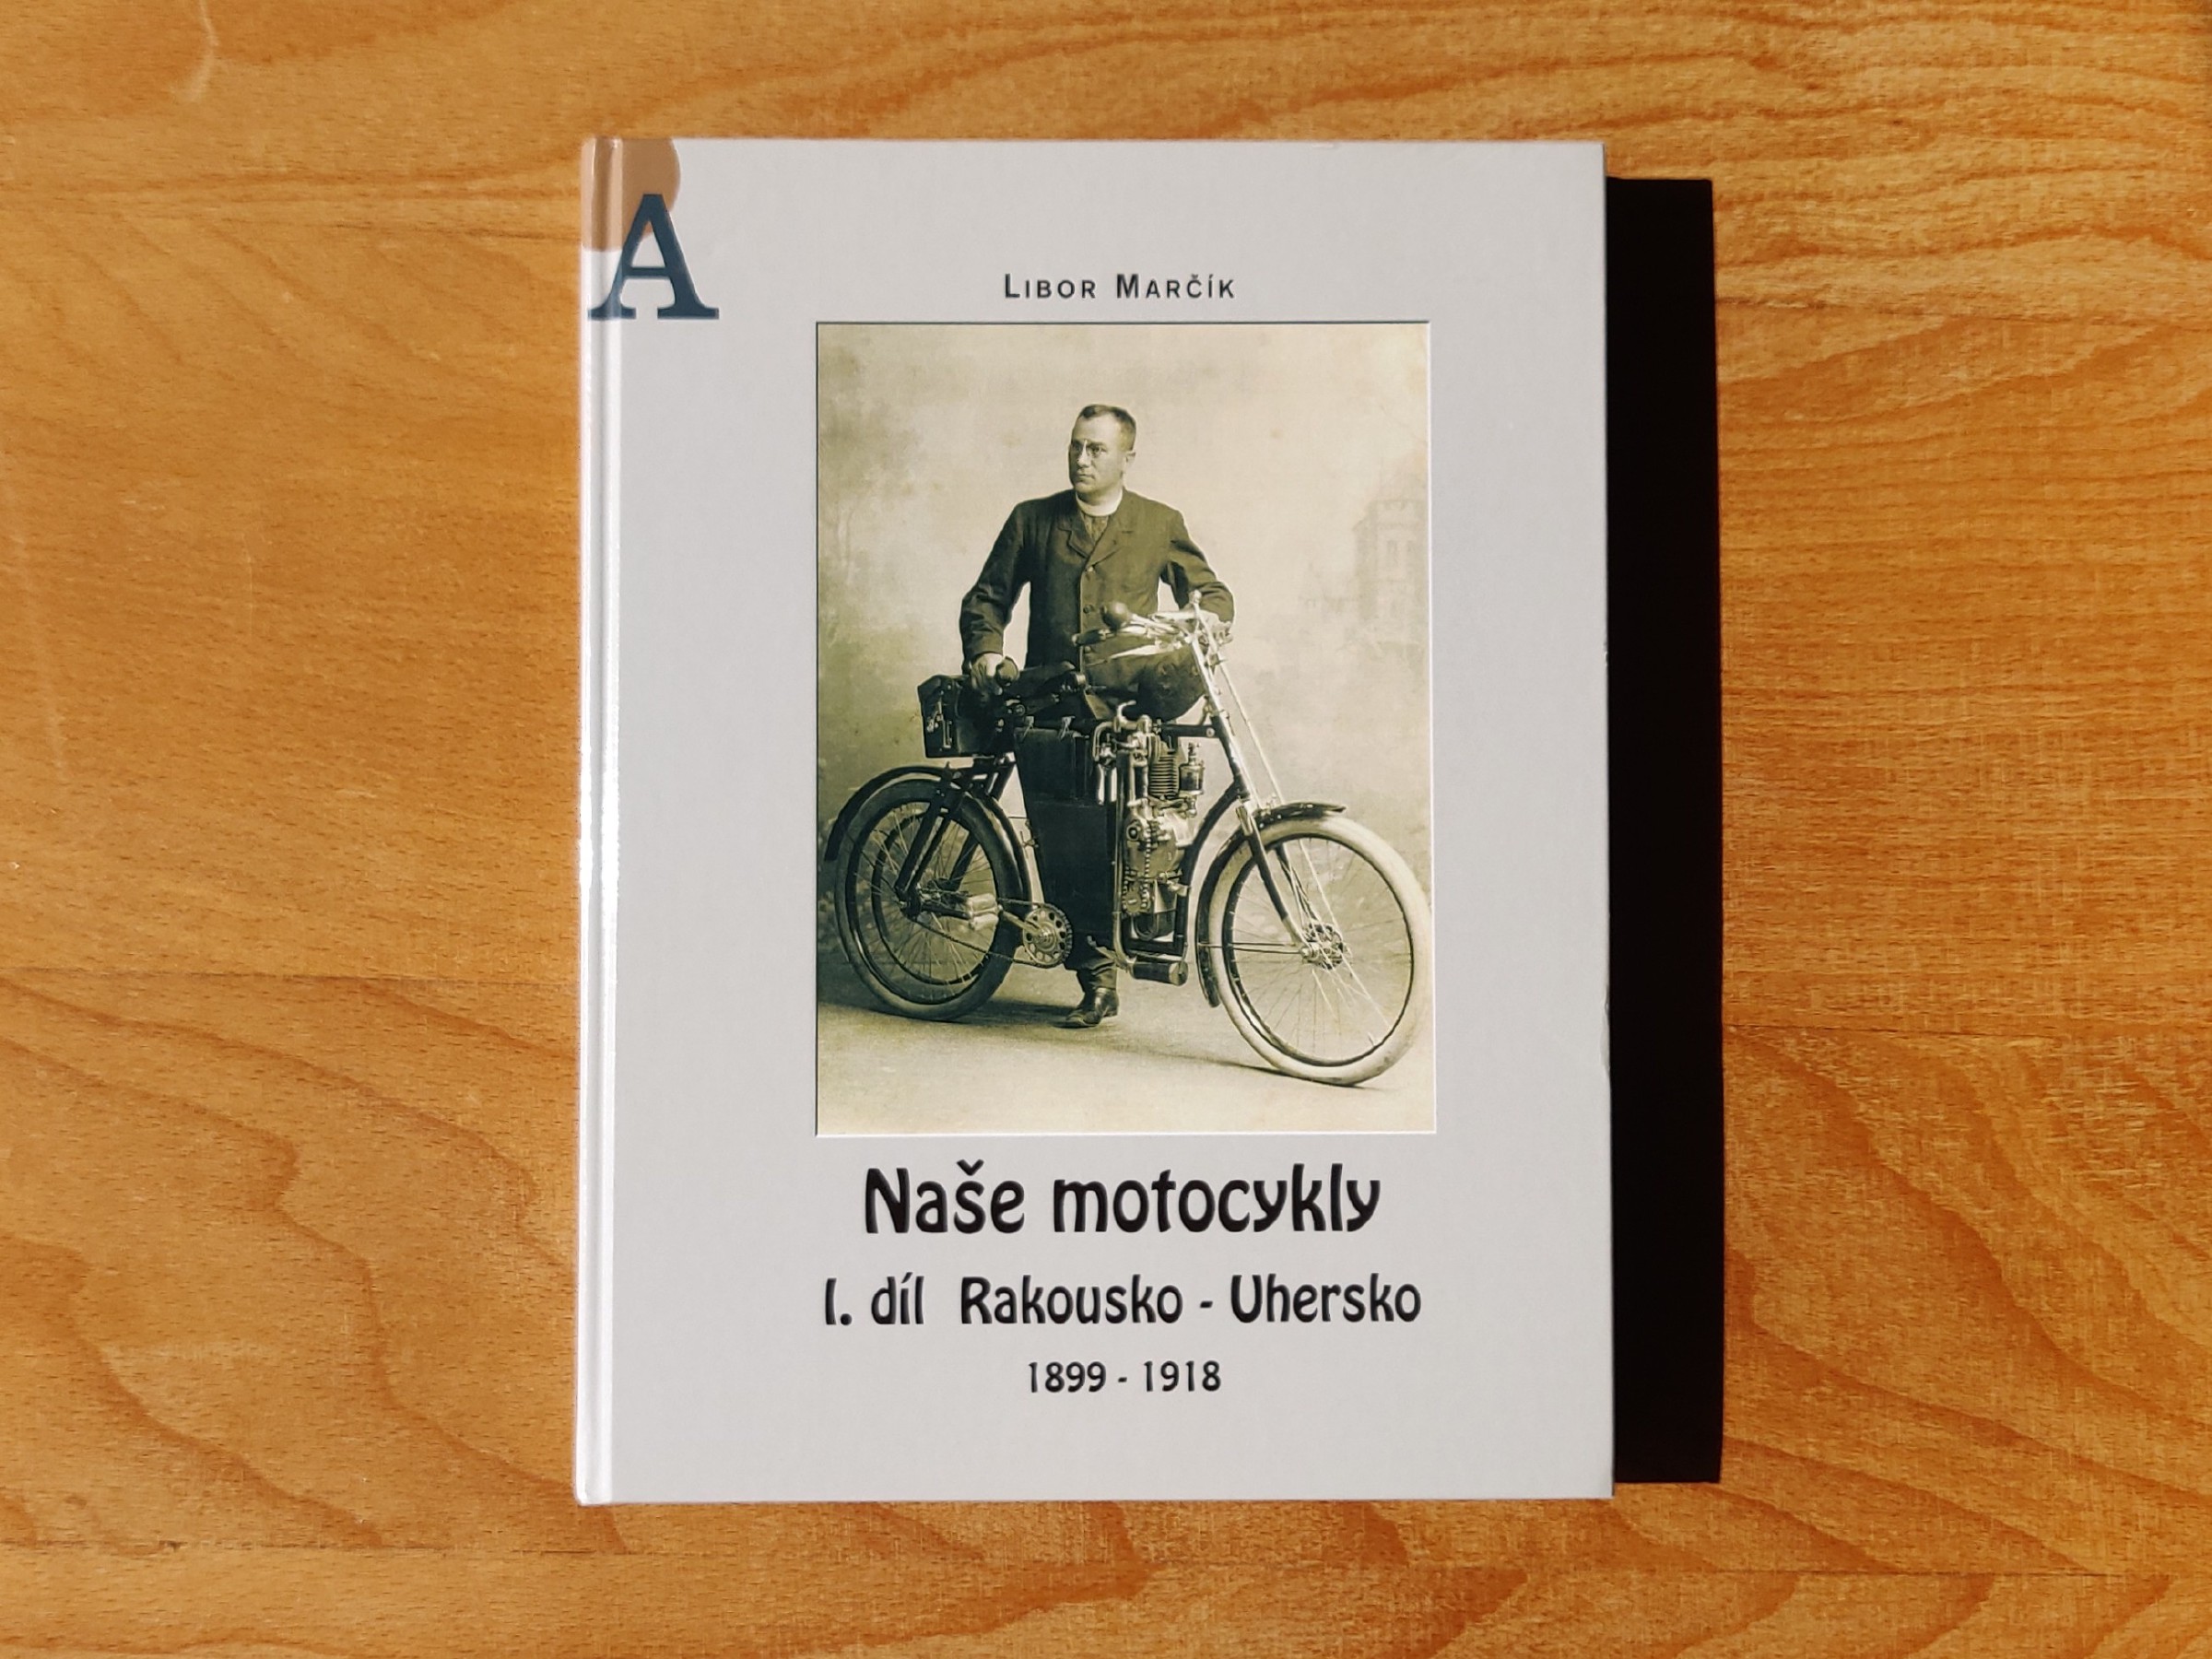 A
LIBOR MARČÍK
Naše motocykly
I. díl Rakousko - Uhersko
1899 - 1918